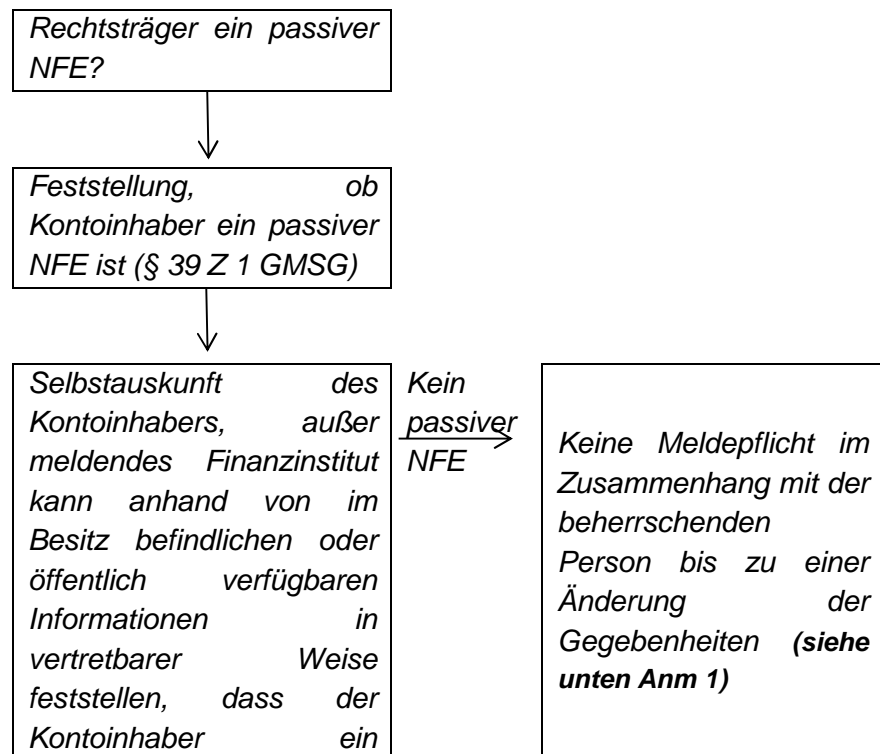 Rechtsträger ein passiver
NFE?
Feststellung, ob
Kontoinhaber ein passiver
NFE ist (§ 39 Z 1 GMSG)
Selbstauskunft des
Kontoinhabers, außer
meldendes Finanzinstitut
kann anhand von im
Besitz befindlichen oder
öffentlich verfügbaren
Informationen in
vertretbarer Weise
feststellen, dass der
Kontoinhaber ein
Kein
passiver
NFE
Keine Meldepflicht im
Zusammenhang mit der
beherrschenden
Person bis zu einer
Änderung der
Gegebenheiten (siehe
unten Anm 1)